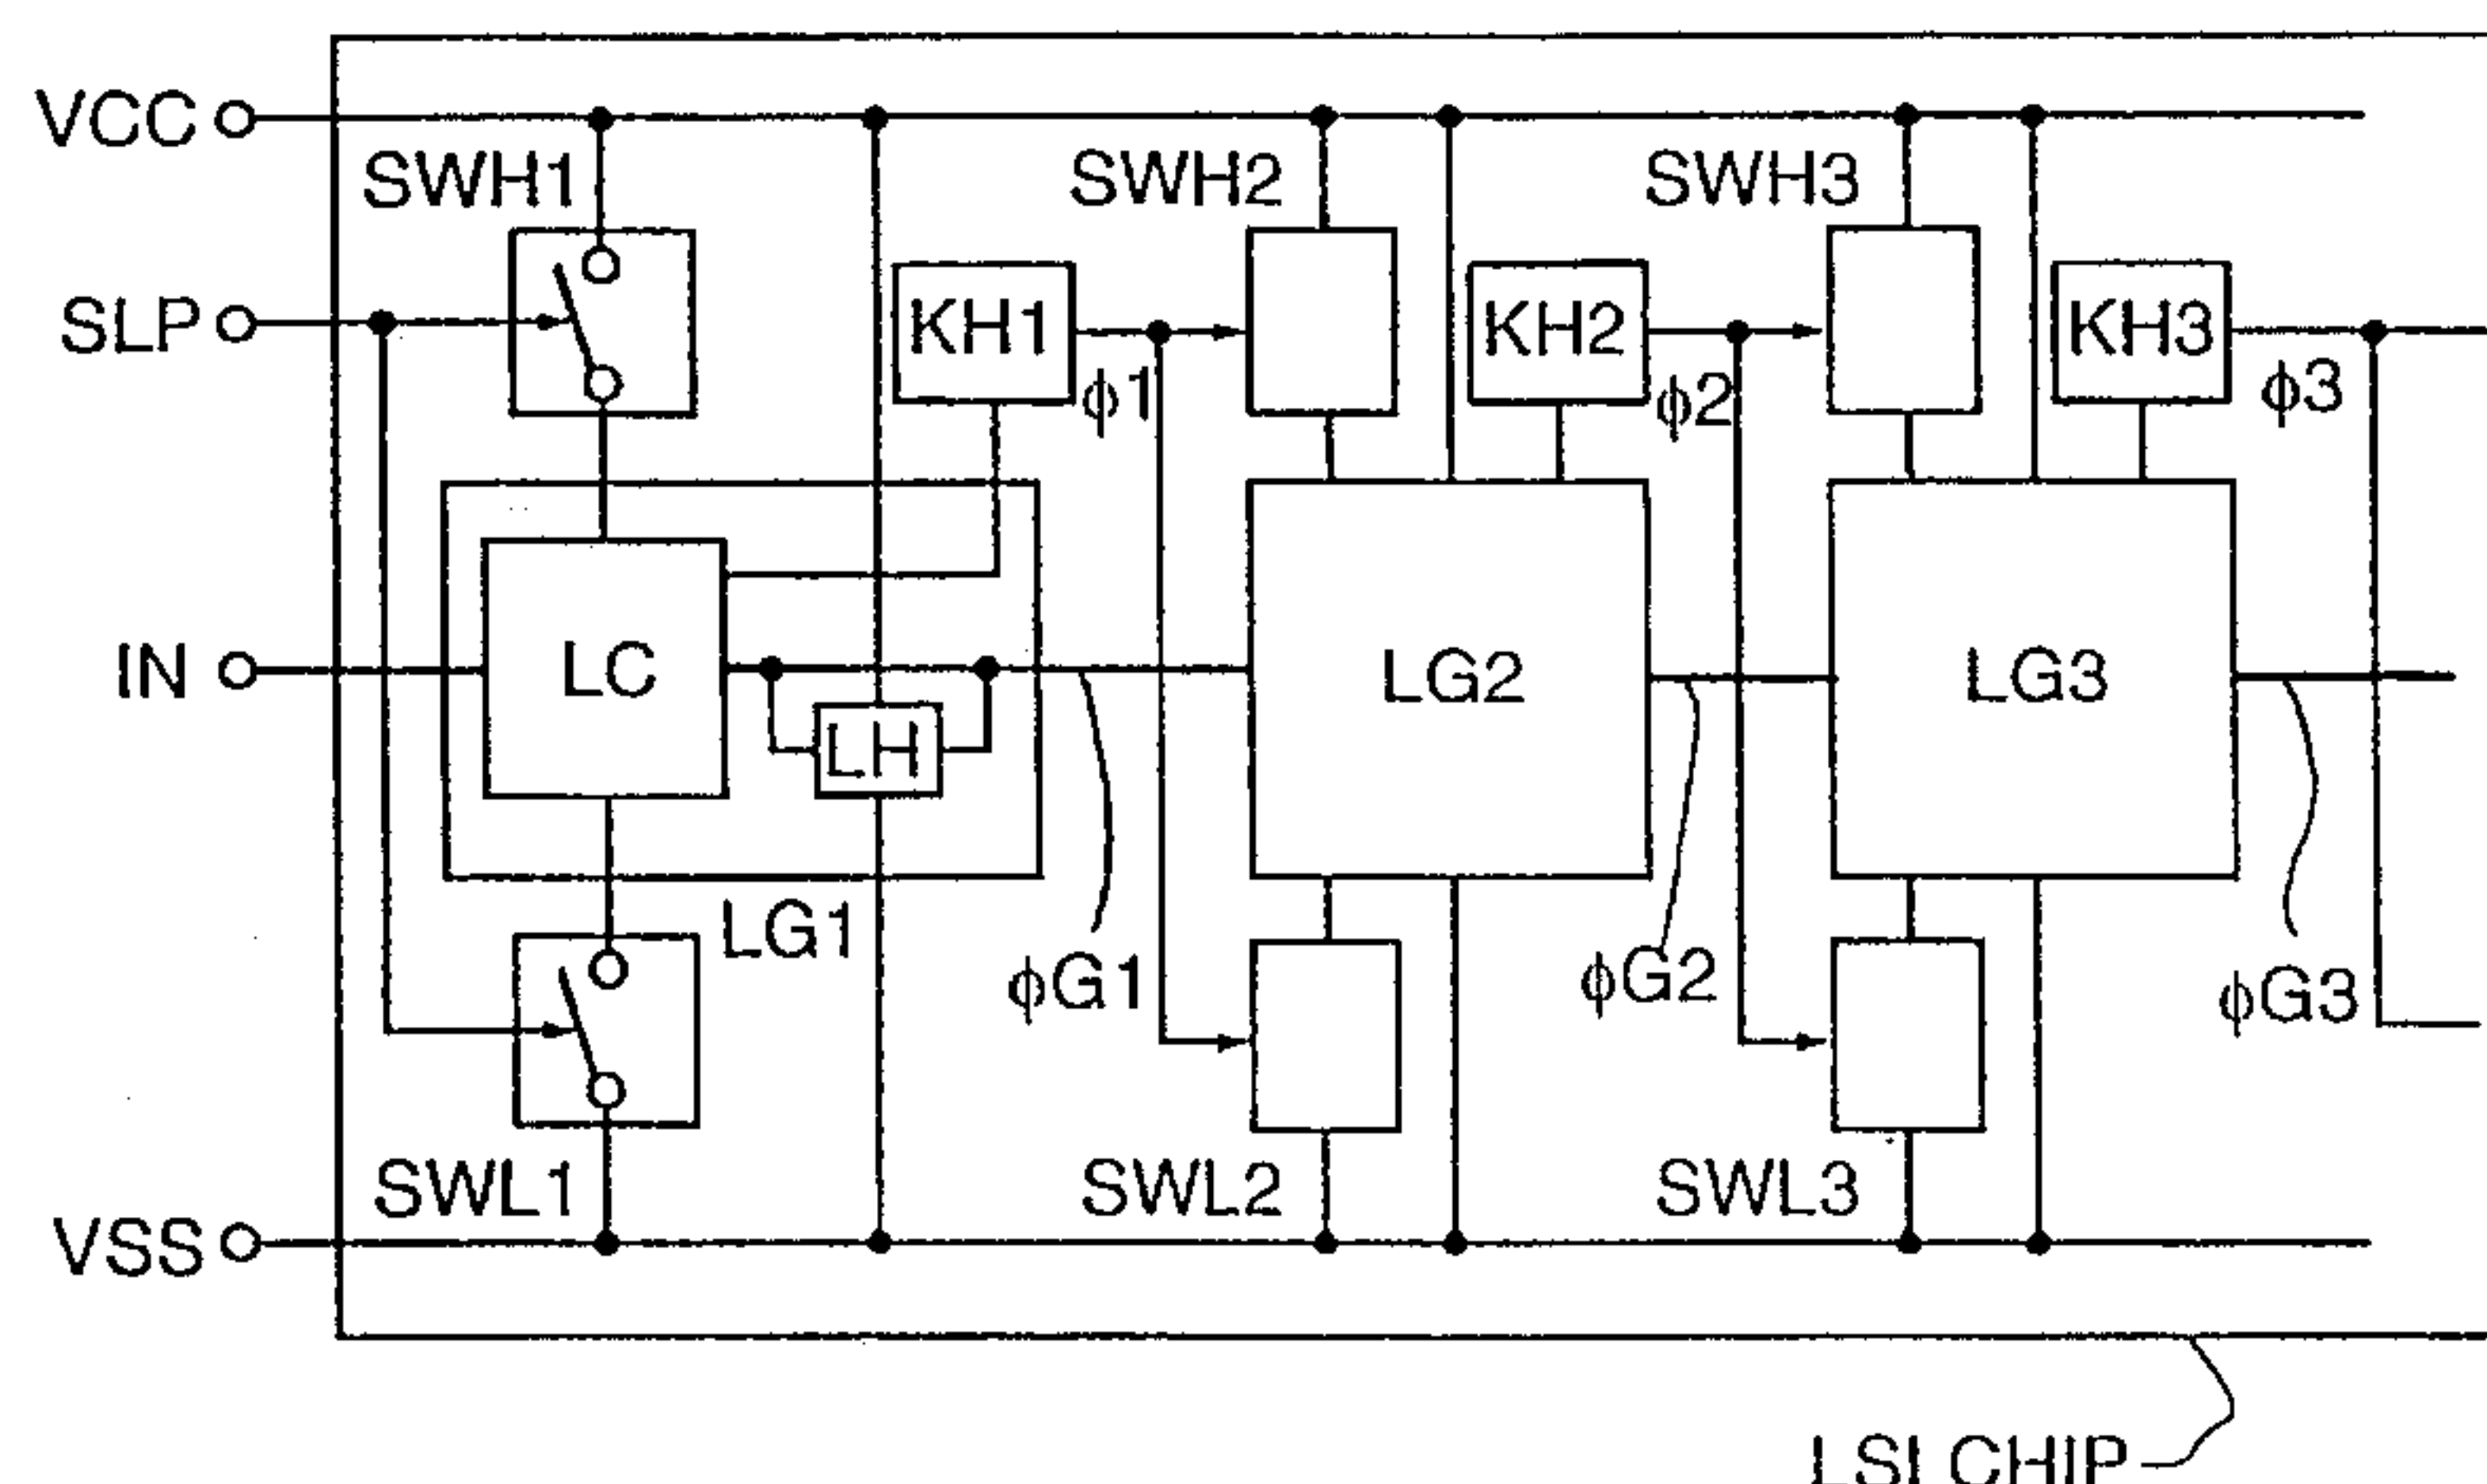 VCC
SWH1
SWH2
SWH3
SLP
KH1
KH2
KH3
ϕ1
ϕ2
ϕ3
IN
LC
LG2
LG3
LH
LG1
ϕG1
ϕG2
ϕG3
SWL1
SWL2
SWL3
VSS
LSI CHIP